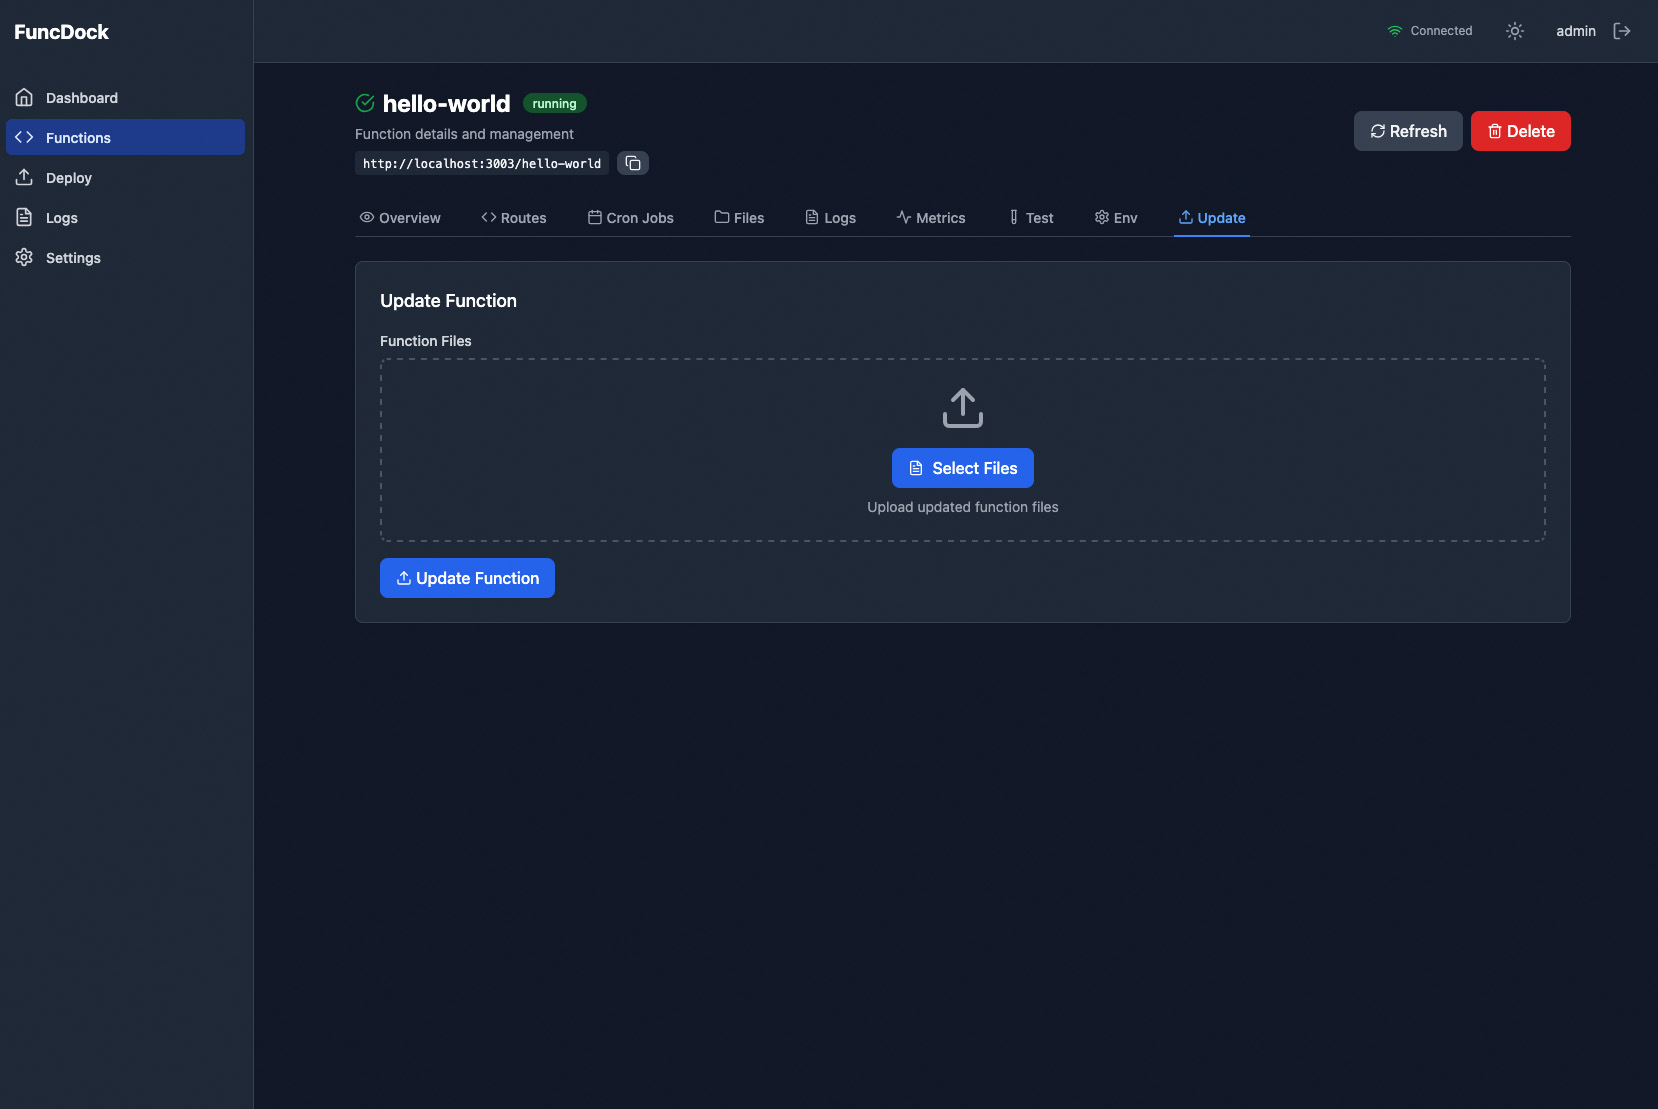 FuncDock
Connected
admin
Dashboard
Functions
Deploy
Logs
Settings
hello-world
running
Function details and management
http://localhost:3003/hello-world
Refresh
Delete
Overview
Routes
Cron Jobs
Files
Logs
Metrics
Test
Env
Update
Update Function
Function Files
Select Files
Upload updated function files
Update Function